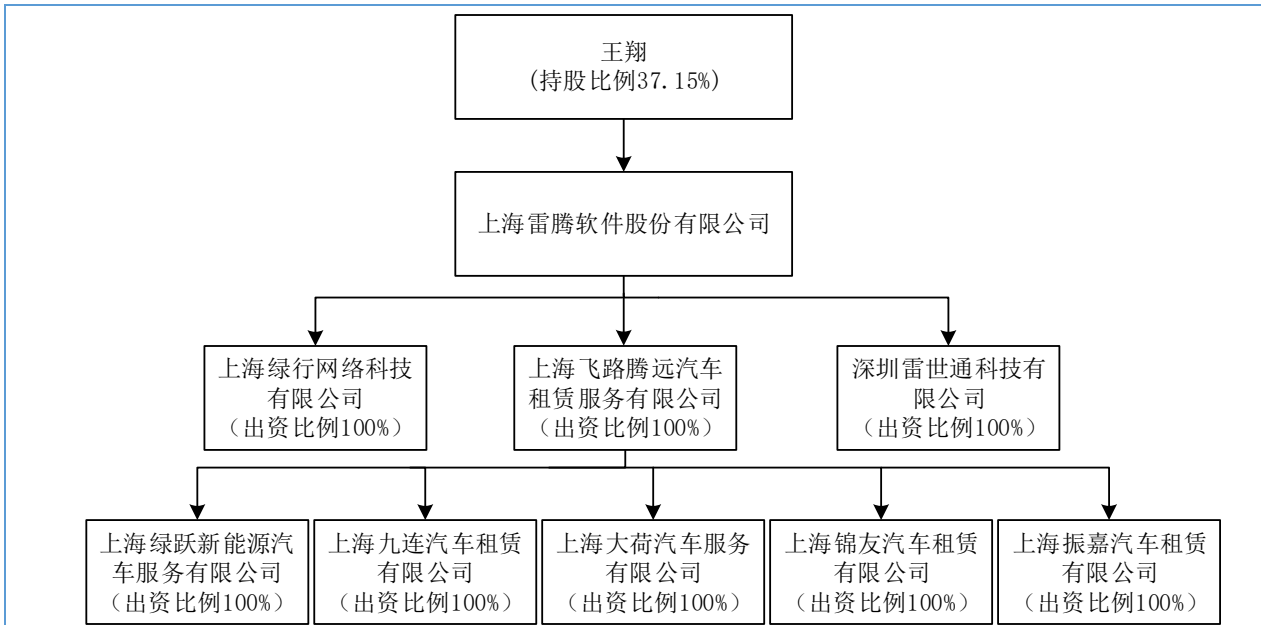 王翔
(持股比例37.15%)
上海雷腾软件股份有限公司
上海绿行网络科技
有限公司
（出资比例100%）
上海飞路腾远汽车
租赁服务有限公司
（出资比例100%）
深圳雷世通科技有
限公司
（出资比例100%）
上海绿跃新能源汽
车服务有限公司
（出资比例100%）
上海九连汽车租赁
有限公司
（出资比例100%）
上海大荷汽车服务
有限公司
（出资比例100%）
上海锦友汽车租赁
有限公司
（出资比例100%）
上海振嘉汽车租赁
有限公司
（出资比例100%）